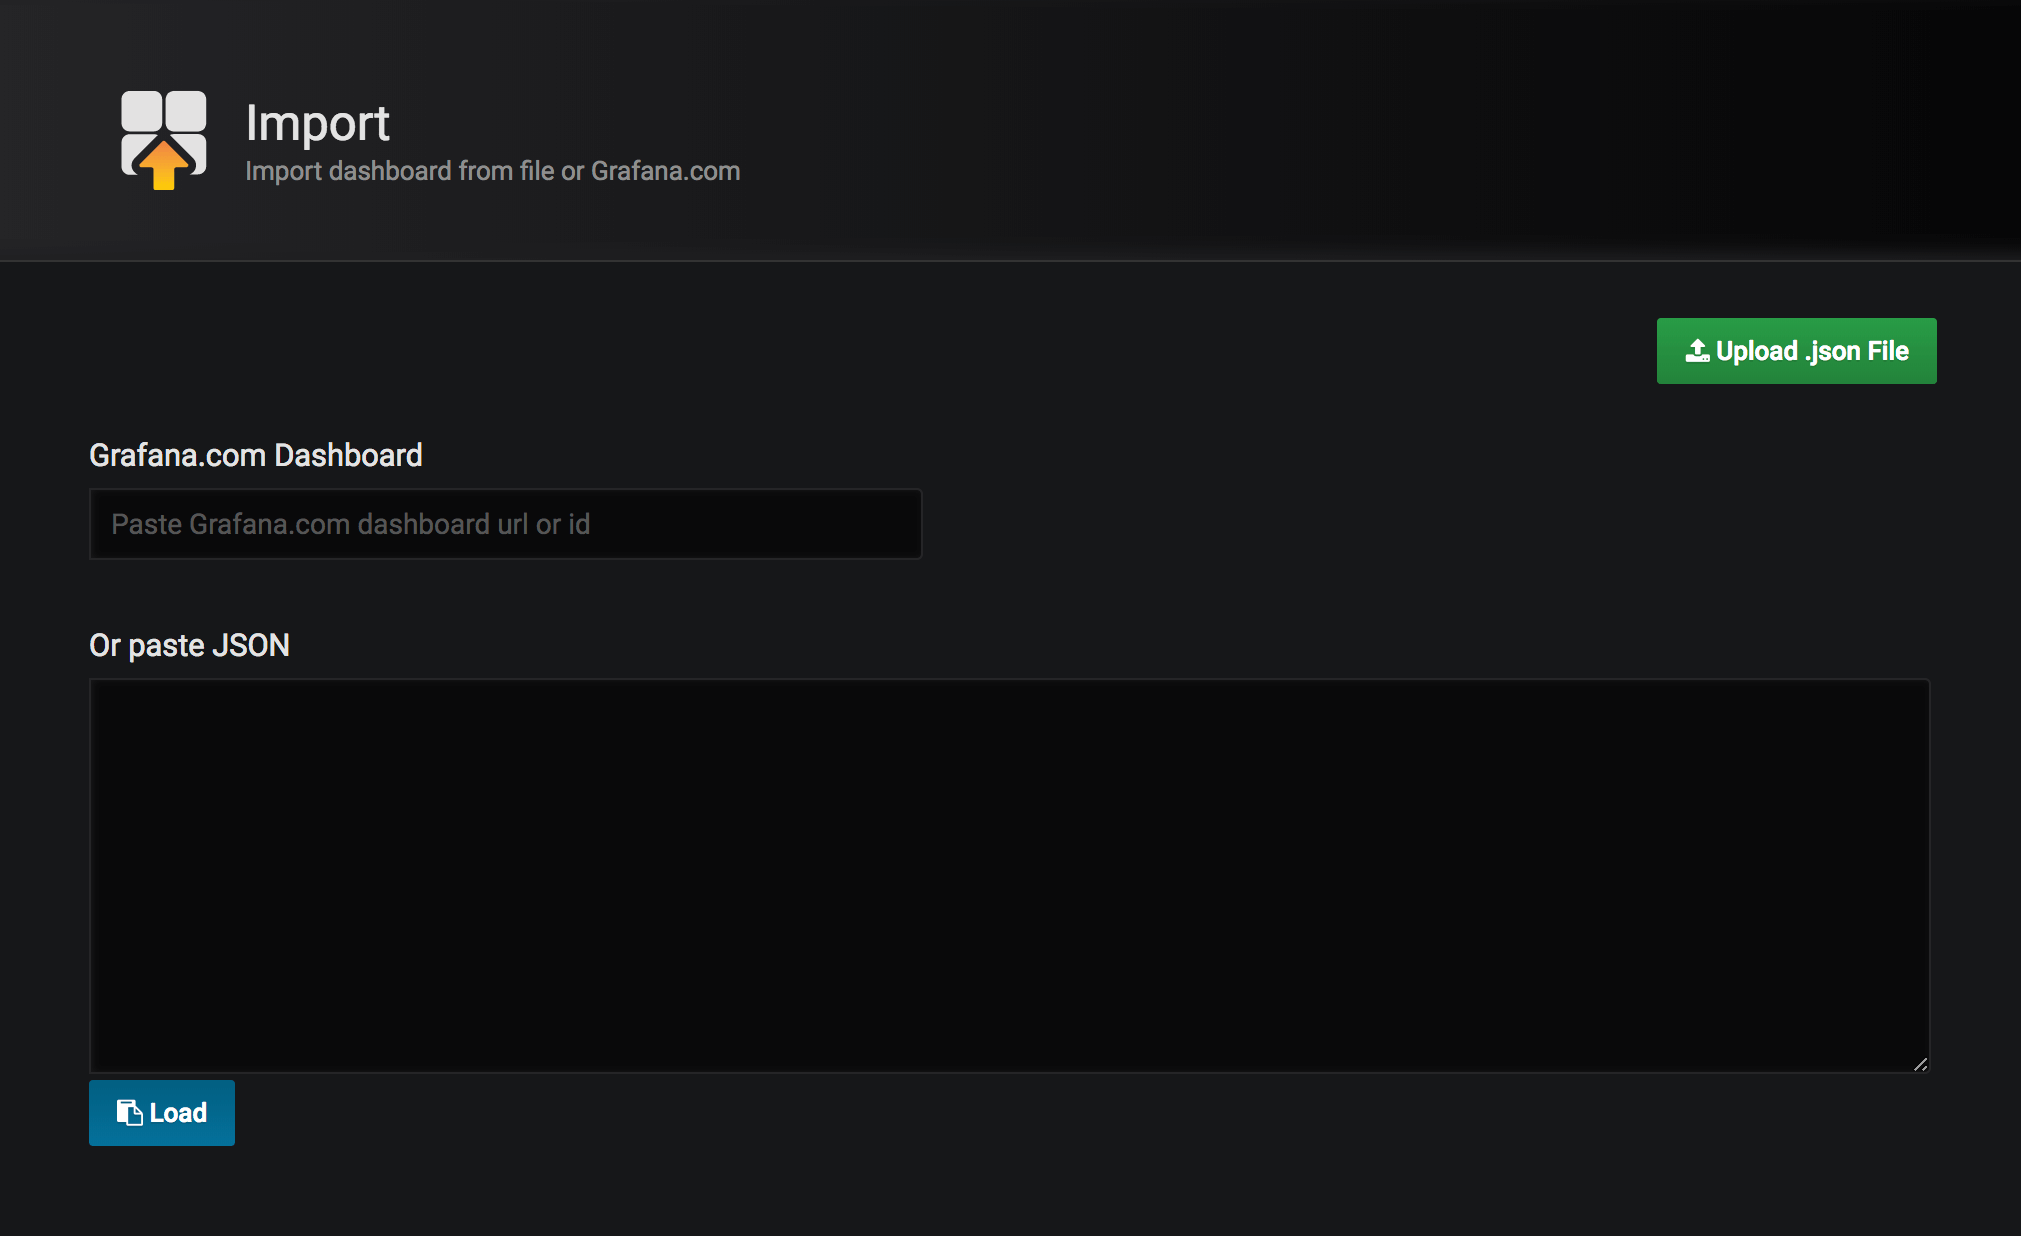 Import
Import dashboard from file or Grafana.com
Upload .json File
Grafana.com Dashboard
Paste Grafana.com dashboard url or id
Or paste JSON
Load